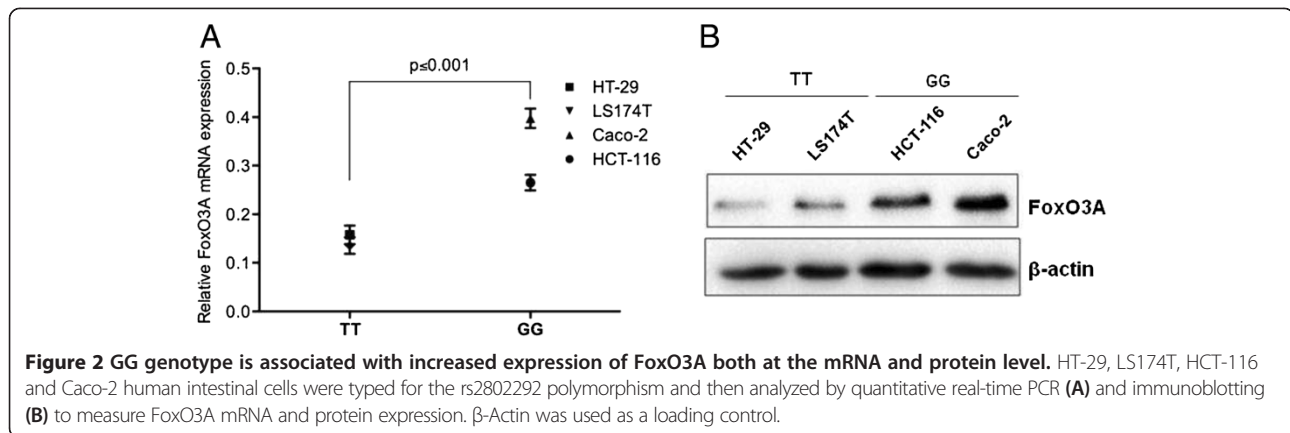 A
Relative FoxO3A mRNA expression
0.5
0.4
0.3
0.2
0.1
0.0
p≤0.001
HT-29
LS174T
Caco-2
HCT-116
TT
GG
B
TT
GG
HT-29
LS174T
HCT-116
Caco-2
FoxO3A
β-actin
Figure 2 GG genotype is associated with increased expression of FoxO3A both at the mRNA and protein level. HT-29, LS174T, HCT-116
and Caco-2 human intestinal cells were typed for the rs2802292 polymorphism and then analyzed by quantitative real-time PCR (A) and immunoblotting
(B) to measure FoxO3A mRNA and protein expression. β-Actin was used as a loading control.